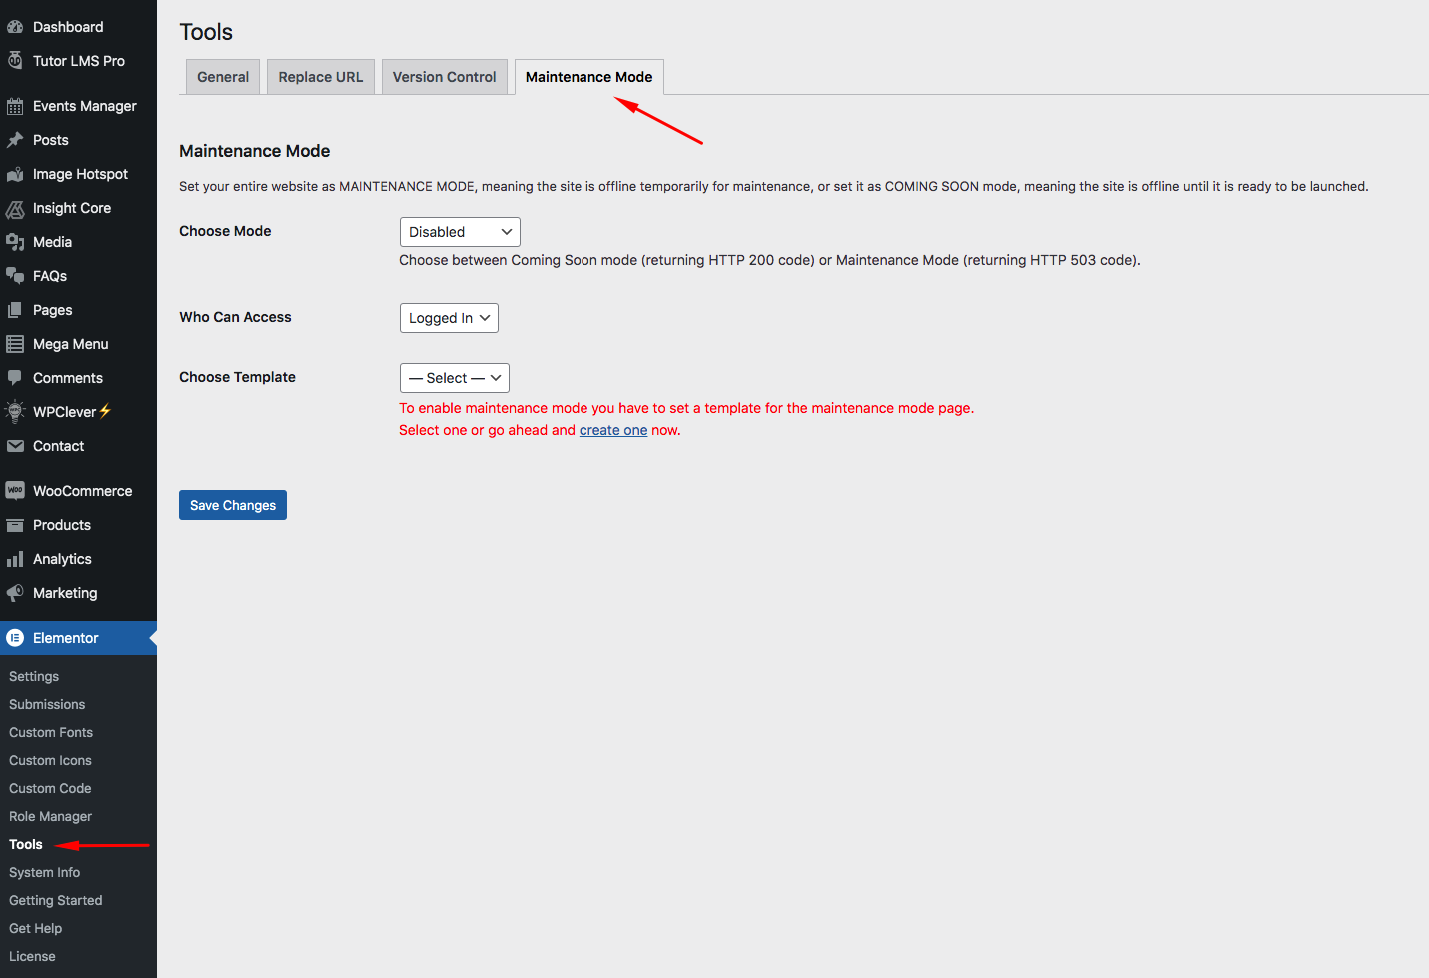 Dashboard
Tutor LMS Pro
Events Manager
Posts
Image Hotspot
Insight Core
Media
FAQs
Pages
Mega Menu
Comments
WPClever⚡
Contact
WooCommerce
Products
Analytics
Marketing
Elementor
Settings
Submissions
Custom Fonts
Custom Icons
Custom Code
Role Manager
Tools
System Info
Getting Started
Get Help
License
Tools
General Replace URL Version Control Maintenance Mode
Maintenance Mode
Set your entire website as MAINTENANCE MODE, meaning the site is offline temporarily for maintenance, or set it as COMING SOON mode, meaning the site is offline until it is ready to be launched.
Choose Mode Disabled
Choose between Coming Soon mode (returning HTTP 200 code) or Maintenance Mode (returning HTTP 503 code).
Who Can Access Logged In
Choose Template — Select —
To enable maintenance mode you have to set a template for the maintenance mode page.
Select one or go ahead and create one now.
Save Changes